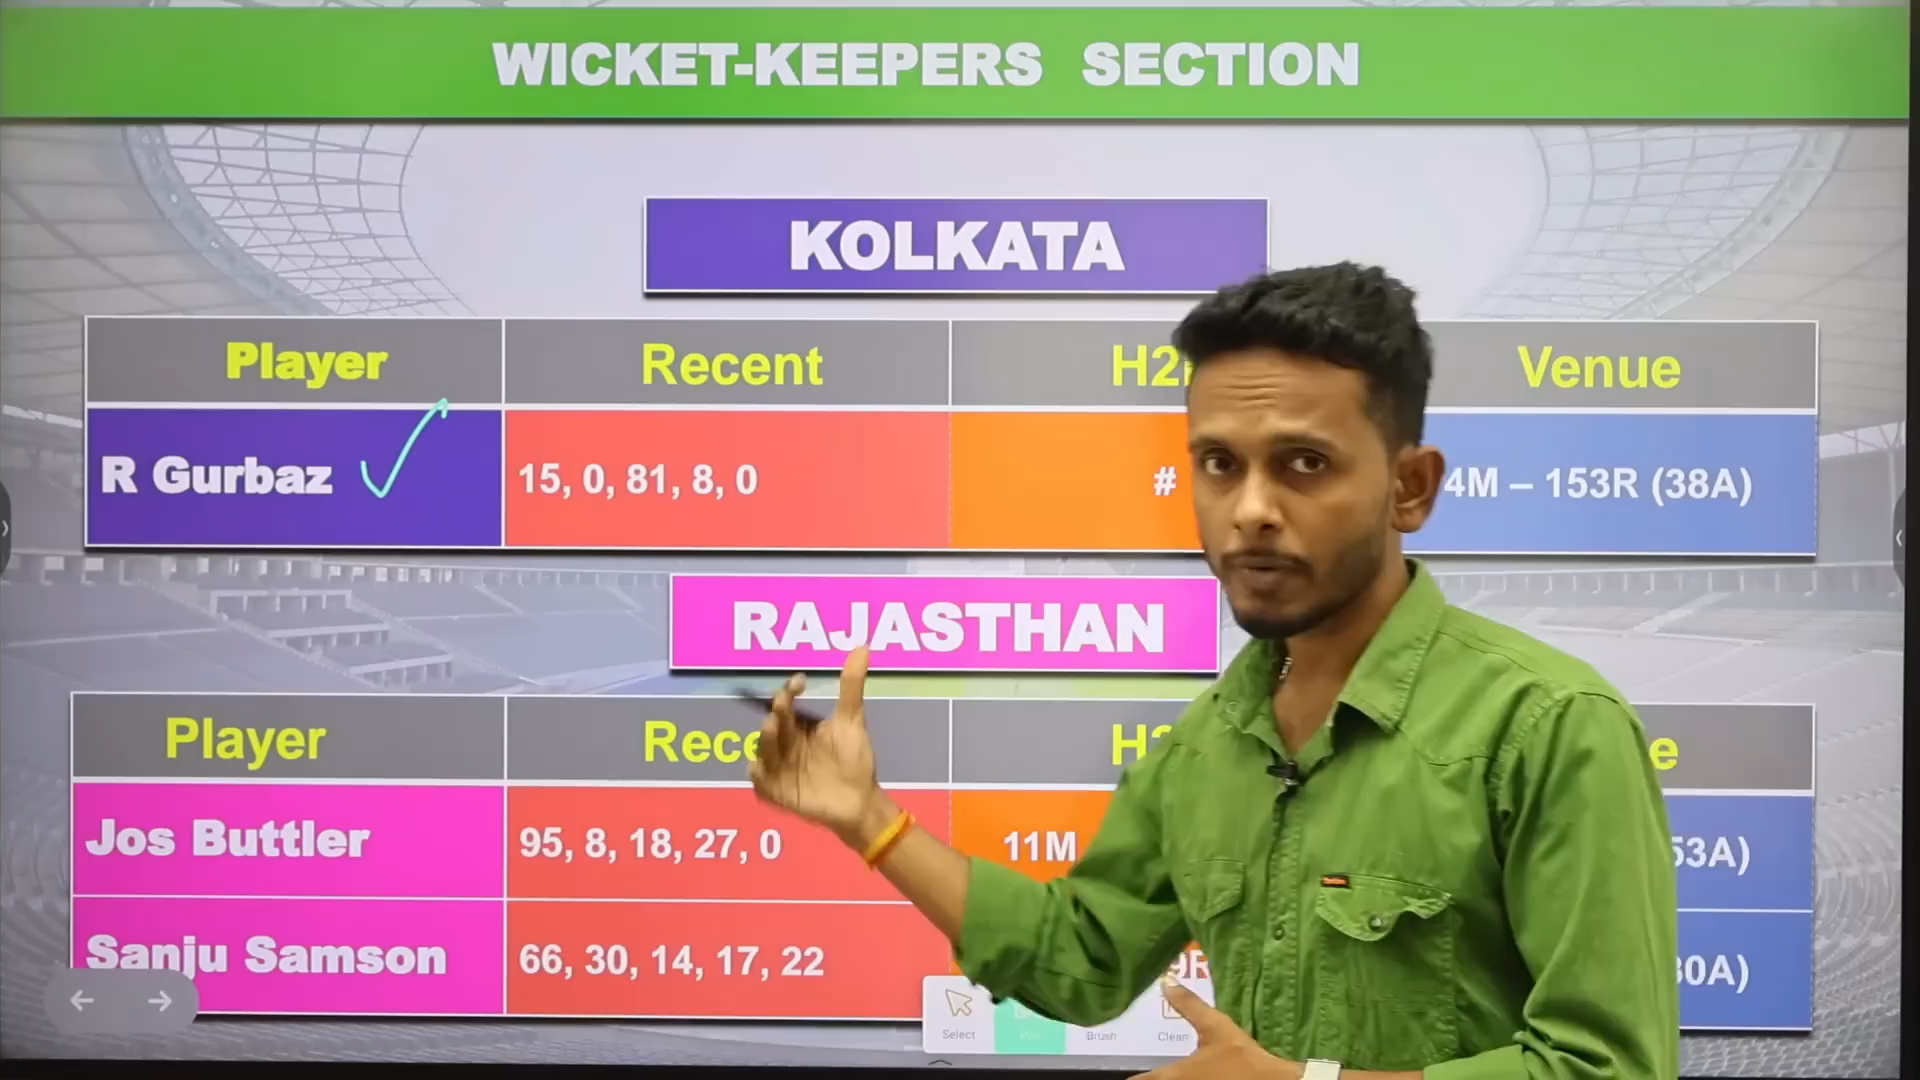 WICKET-KEEPERS SECTION
KOLKATA
Player Recent Venue
R Gurbaz 15, 0, 81, 8, 0 # 4M – 153R (38A)
RAJASTHAN
Player
Jos Buttler 95, 8, 18, 27, 0 11M
Sanju Samson 66, 30, 14, 17, 22
Select Brush Clean